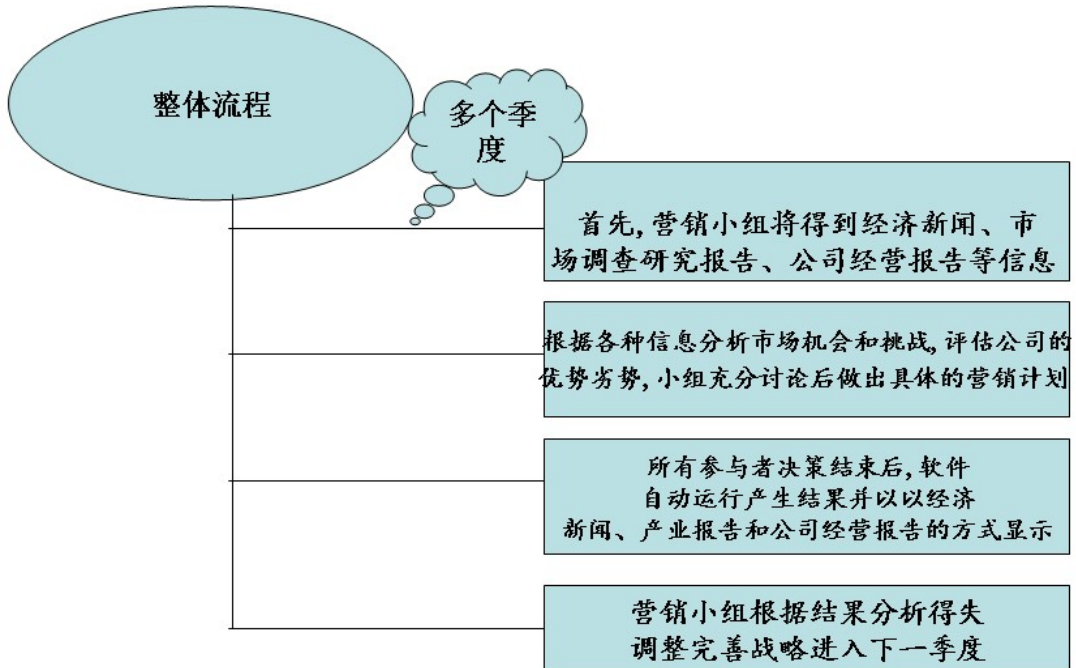 整体流程
多个季
度
首先,营销小组将得到经济新闻、市
场调查研究报告、公司经营报告等信息
根据各种信息分析市场机会和挑战,评估公司的
优势劣势,小组充分讨论后做出具体的营销计划
所有参与者决策结束后,软件
自动运行产生结果并以以经济
新闻、产业报告和公司经营报告的方式显示
营销小组根据结果分析得失
调整完善战略进入下一季度